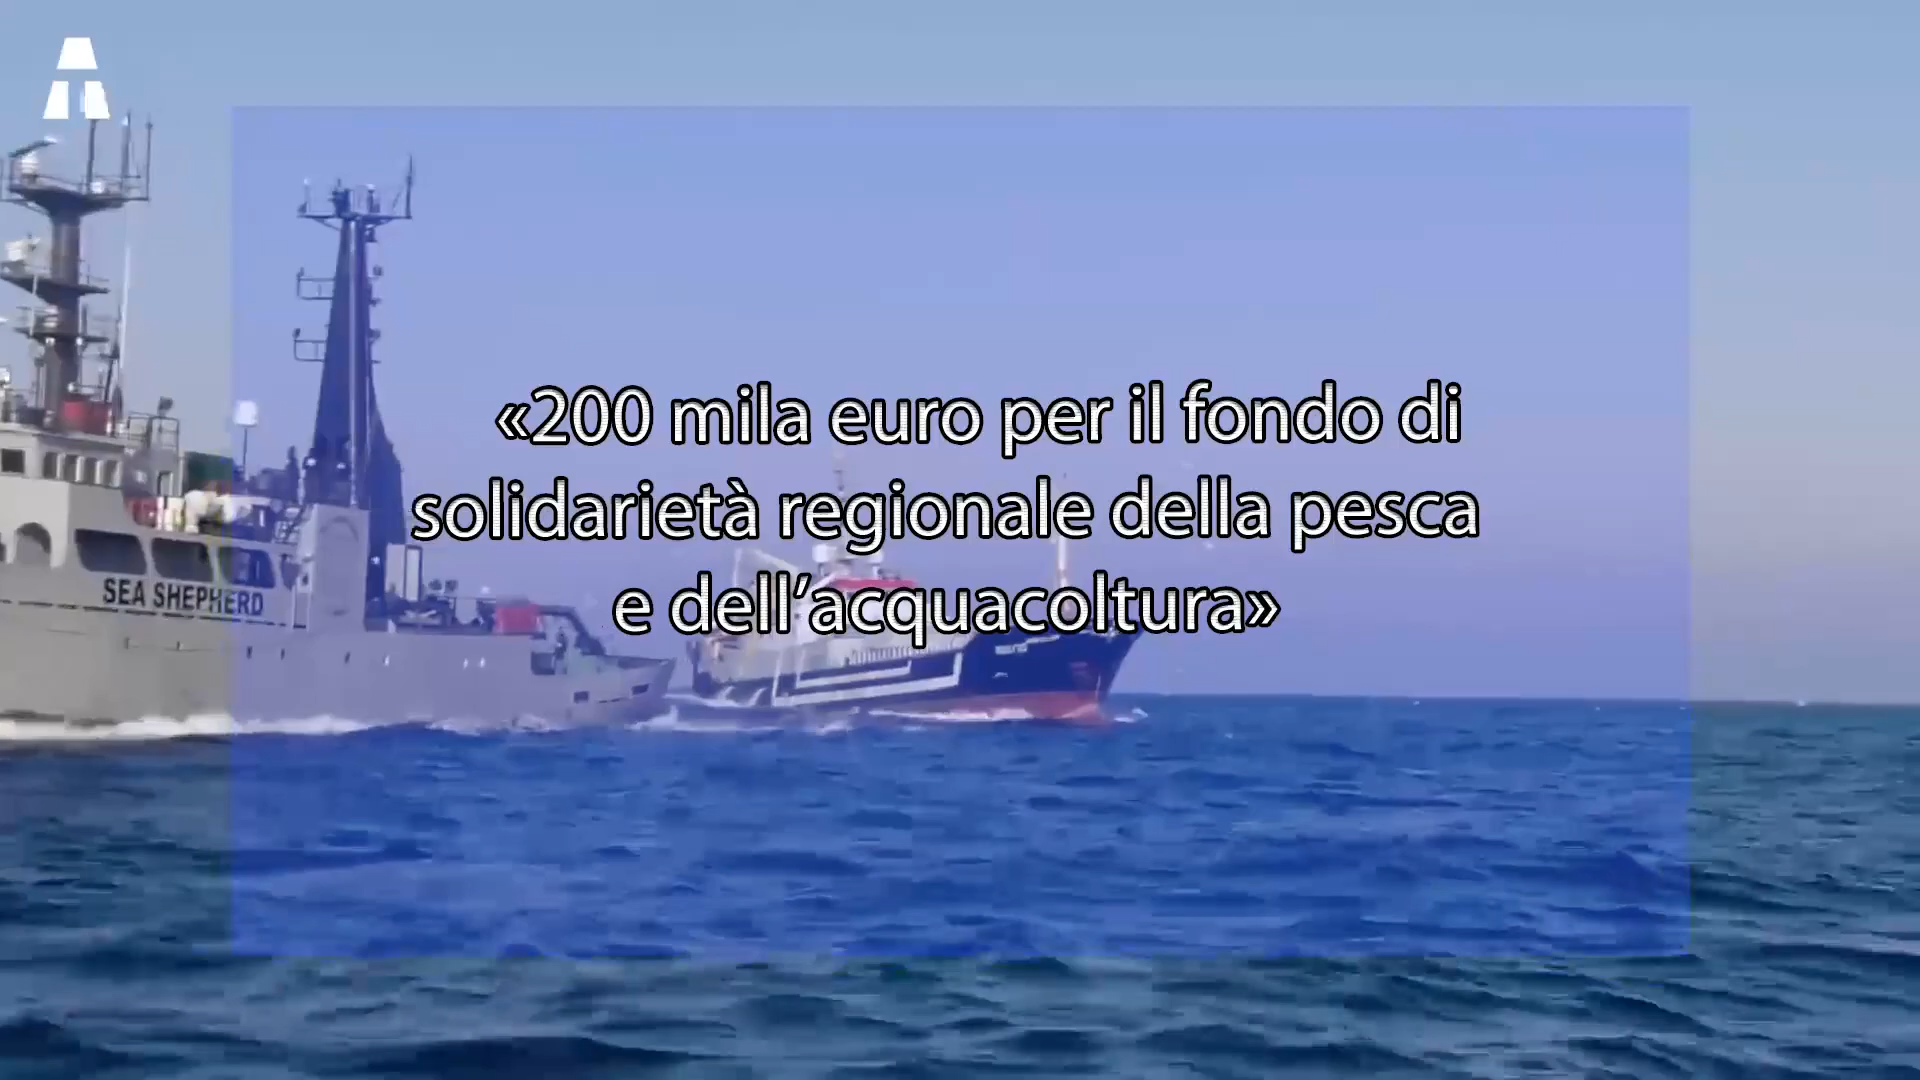 «200 mila euro per il fondo di
solidarietà regionale della pesca
e dell’acquacoltura»
SEA SHEPHERD